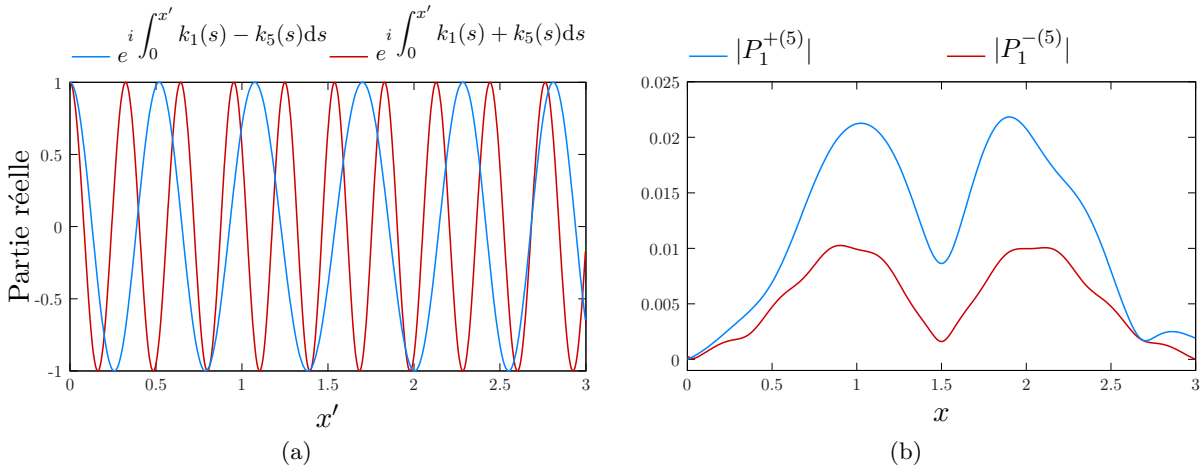 e^{i∫_0^{x′} k_1(s) − k_5(s)ds} e^{i∫_0^{x′} k_1(s) + k_5(s)ds}
Partie réelle
1
0.5
0
-0.5
-1
0 0.5 1 1.5 2 2.5 3
x′
(a)
|P_1^{+(5)}| |P_1^{−(5)}|
0.025
0.02
0.015
0.01
0.005
0
0 0.5 1 1.5 2 2.5 3
x
(b)